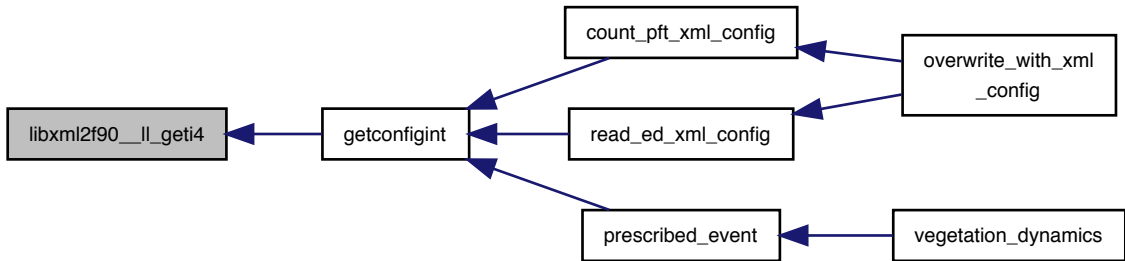 count_pft_xml_config
overwrite_with_xml
_config
libxml2f90__ll_geti4
getconfigint
read_ed_xml_config
prescribed_event
vegetation_dynamics